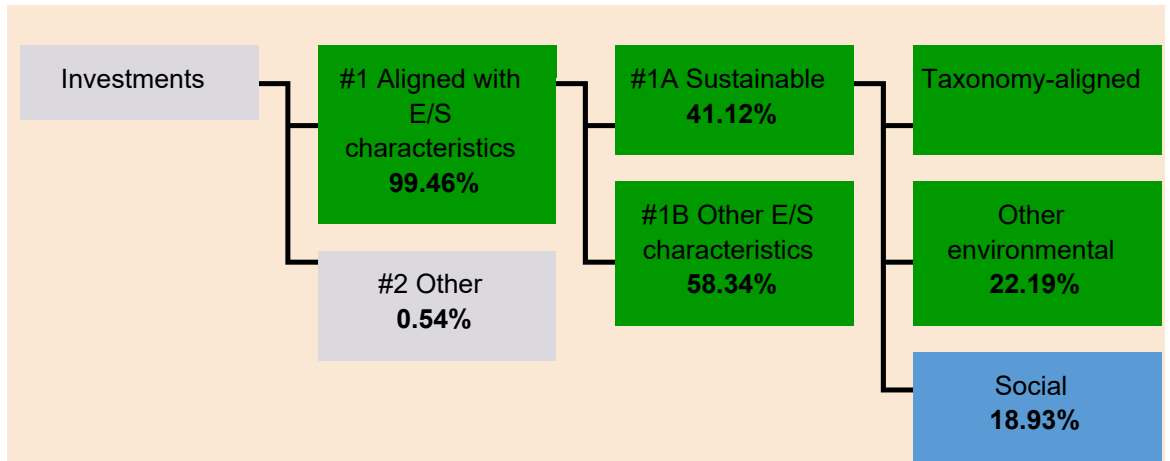 Investments
#1 Aligned with
E/S
characteristics
99.46%
#2 Other
0.54%
#1A Sustainable
41.12%
#1B Other E/S
characteristics
58.34%
Taxonomy-aligned
Other
environmental
22.19%
Social
18.93%